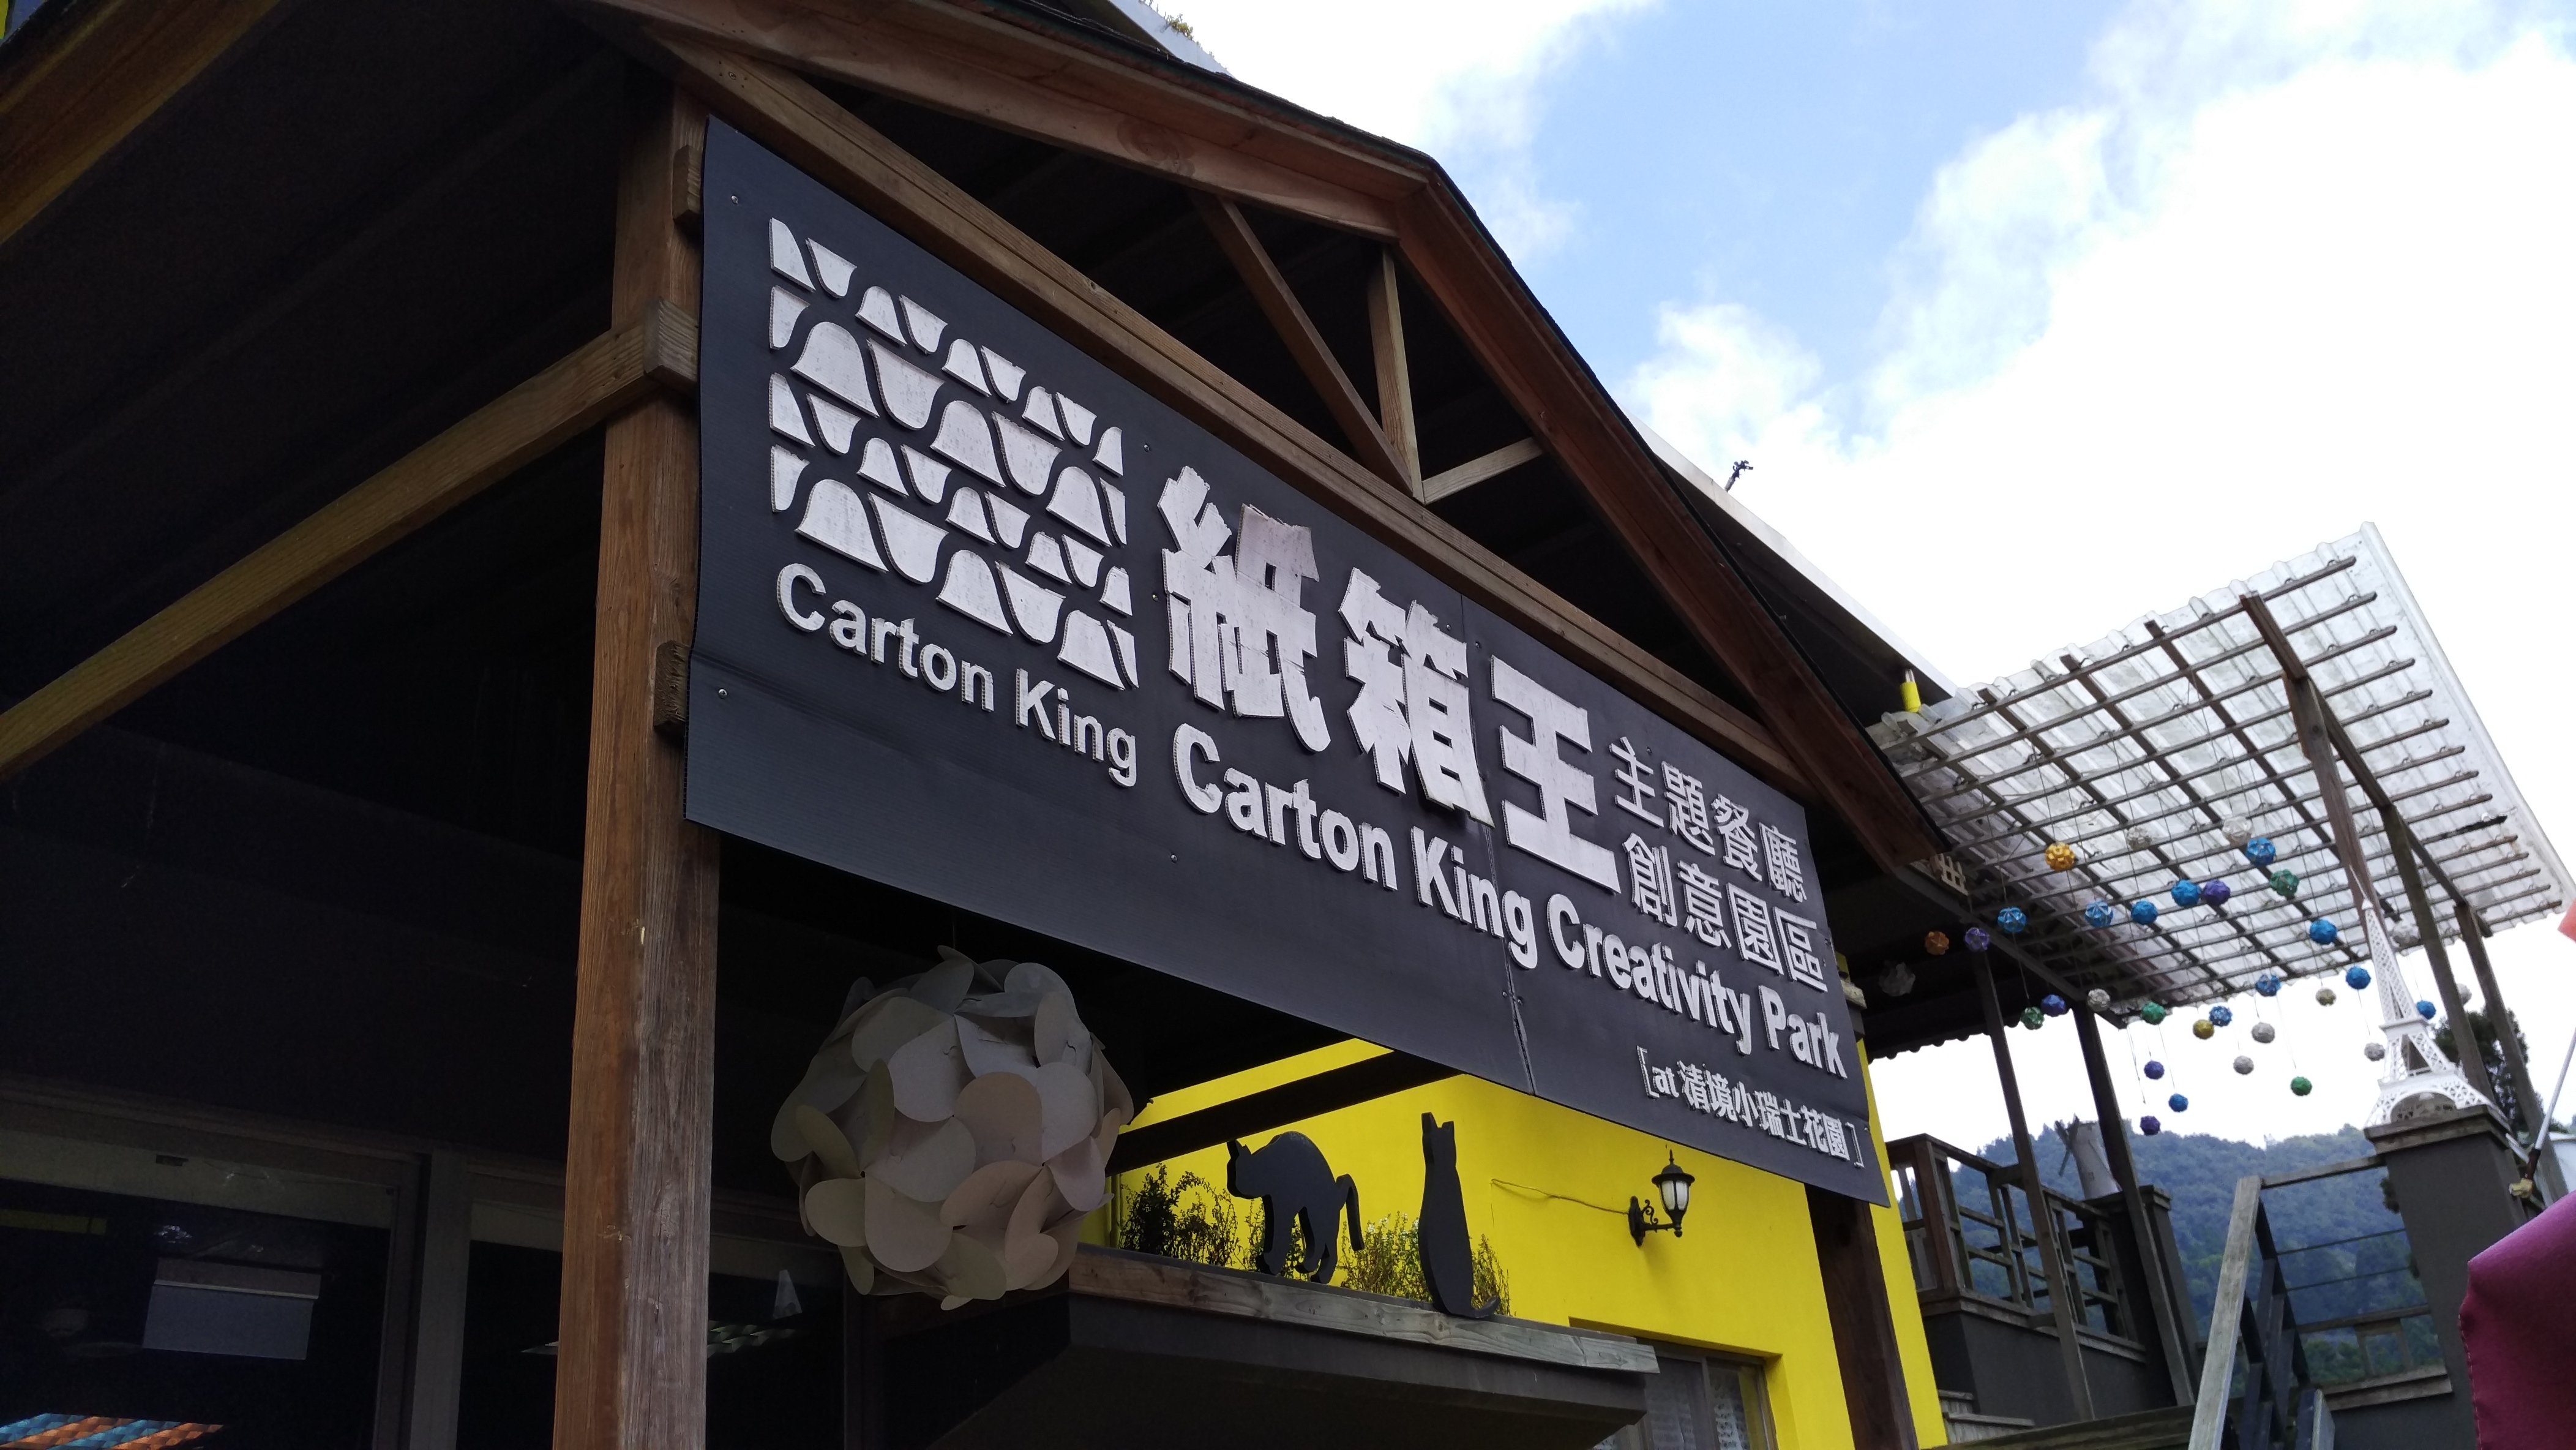 Carton King
紙箱王
主題餐廳
創意園區
Carton King Creativity Park
[at 清境小瑞士花園]